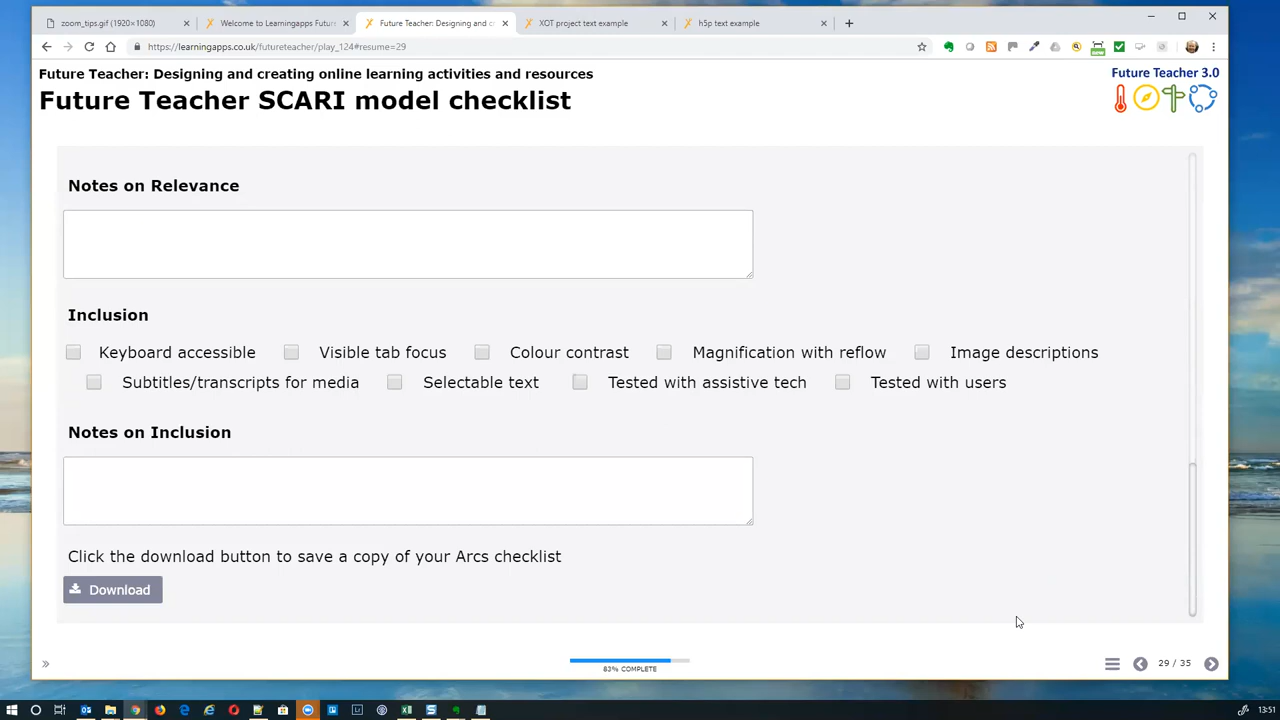 zoom_tips.gif (1920×1080)
Welcome to Learningapps Futur
Future Teacher: Designing and cr
XOT project text example
h5p text example
https://learningapps.co.uk/futureteacher/play_124#resume=29
Future Teacher: Designing and creating online learning activities and resources
Future Teacher SCARI model checklist
Future Teacher 3.0
Notes on Relevance
Inclusion
Keyboard accessible Visible tab focus Colour contrast Magnification with reflow Image descriptions
Subtitles/transcripts for media Selectable text Tested with assistive tech Tested with users
Notes on Inclusion
Click the download button to save a copy of your Arcs checklist
Download
83% COMPLETE
29 / 35
13:51